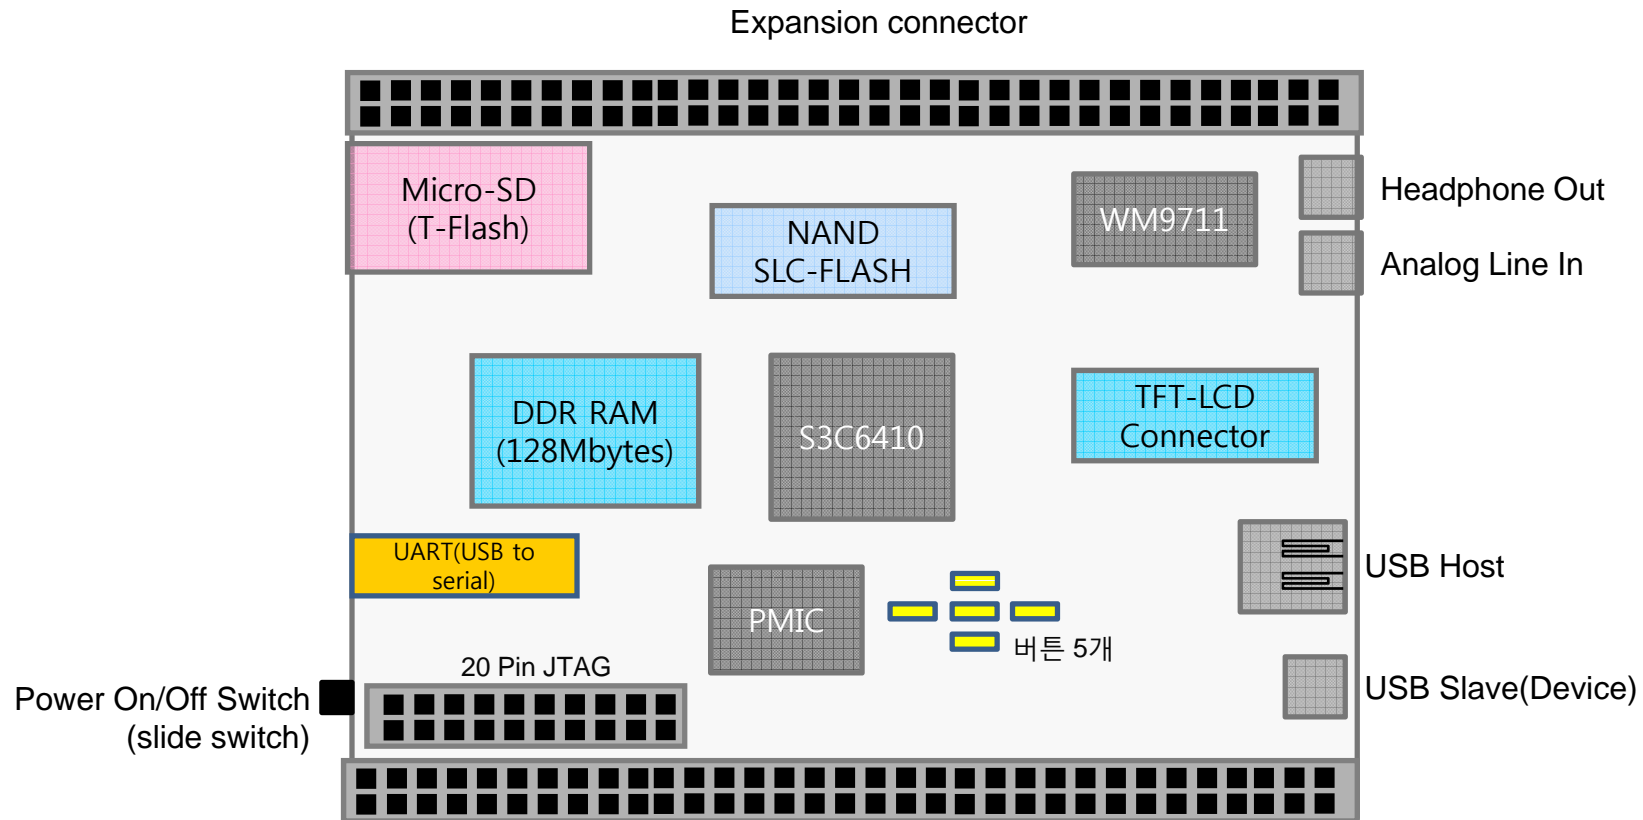 Expansion connector
Micro-SD
(T-Flash)
NAND
SLC-FLASH
WM9711
Headphone Out
Analog Line In
DDR RAM
(128Mbytes)
S3C6410
TFT-LCD
Connector
UART(USB to
serial)
PMIC
버튼 5개
USB Host
20 Pin JTAG
Power On/Off Switch
(slide switch)
USB Slave(Device)